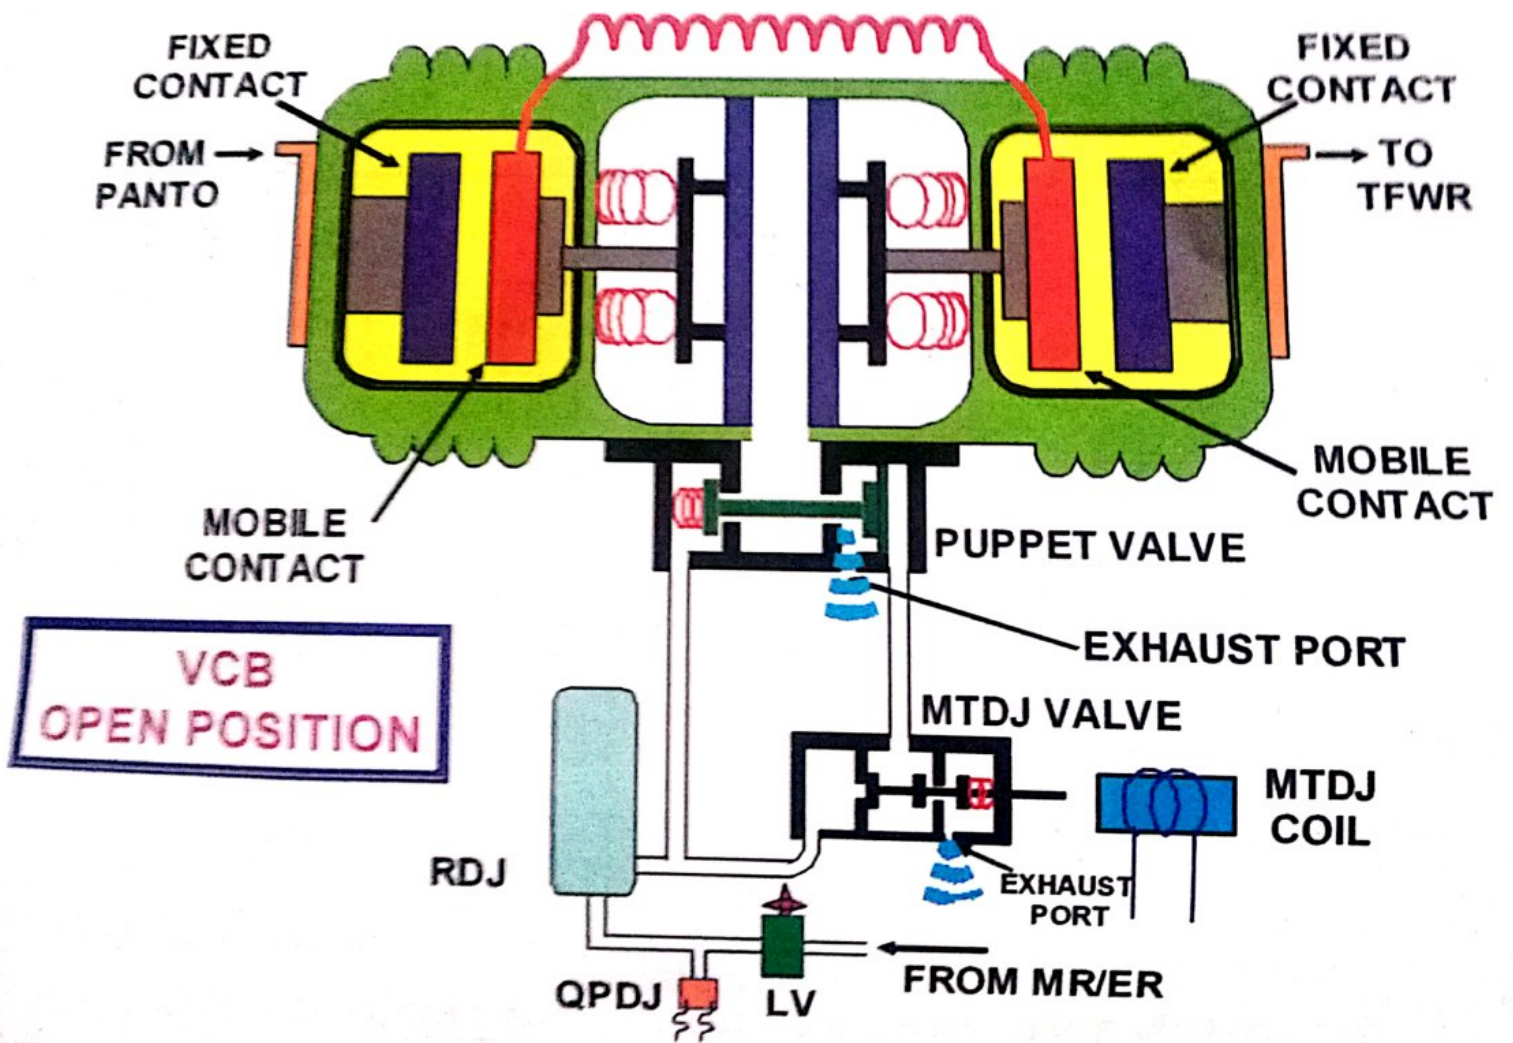 FIXED
CONTACT
FROM
PANTO
FIXED
CONTACT
TO
TFWR
MOBILE
CONTACT
MOBILE
CONTACT
PUPPET VALVE
EXHAUST PORT
VCB
OPEN POSITION
MTDJ VALVE
MTDJ
COIL
RDJ
EXHAUST
PORT
QPDJ
LV
FROM MR/ER